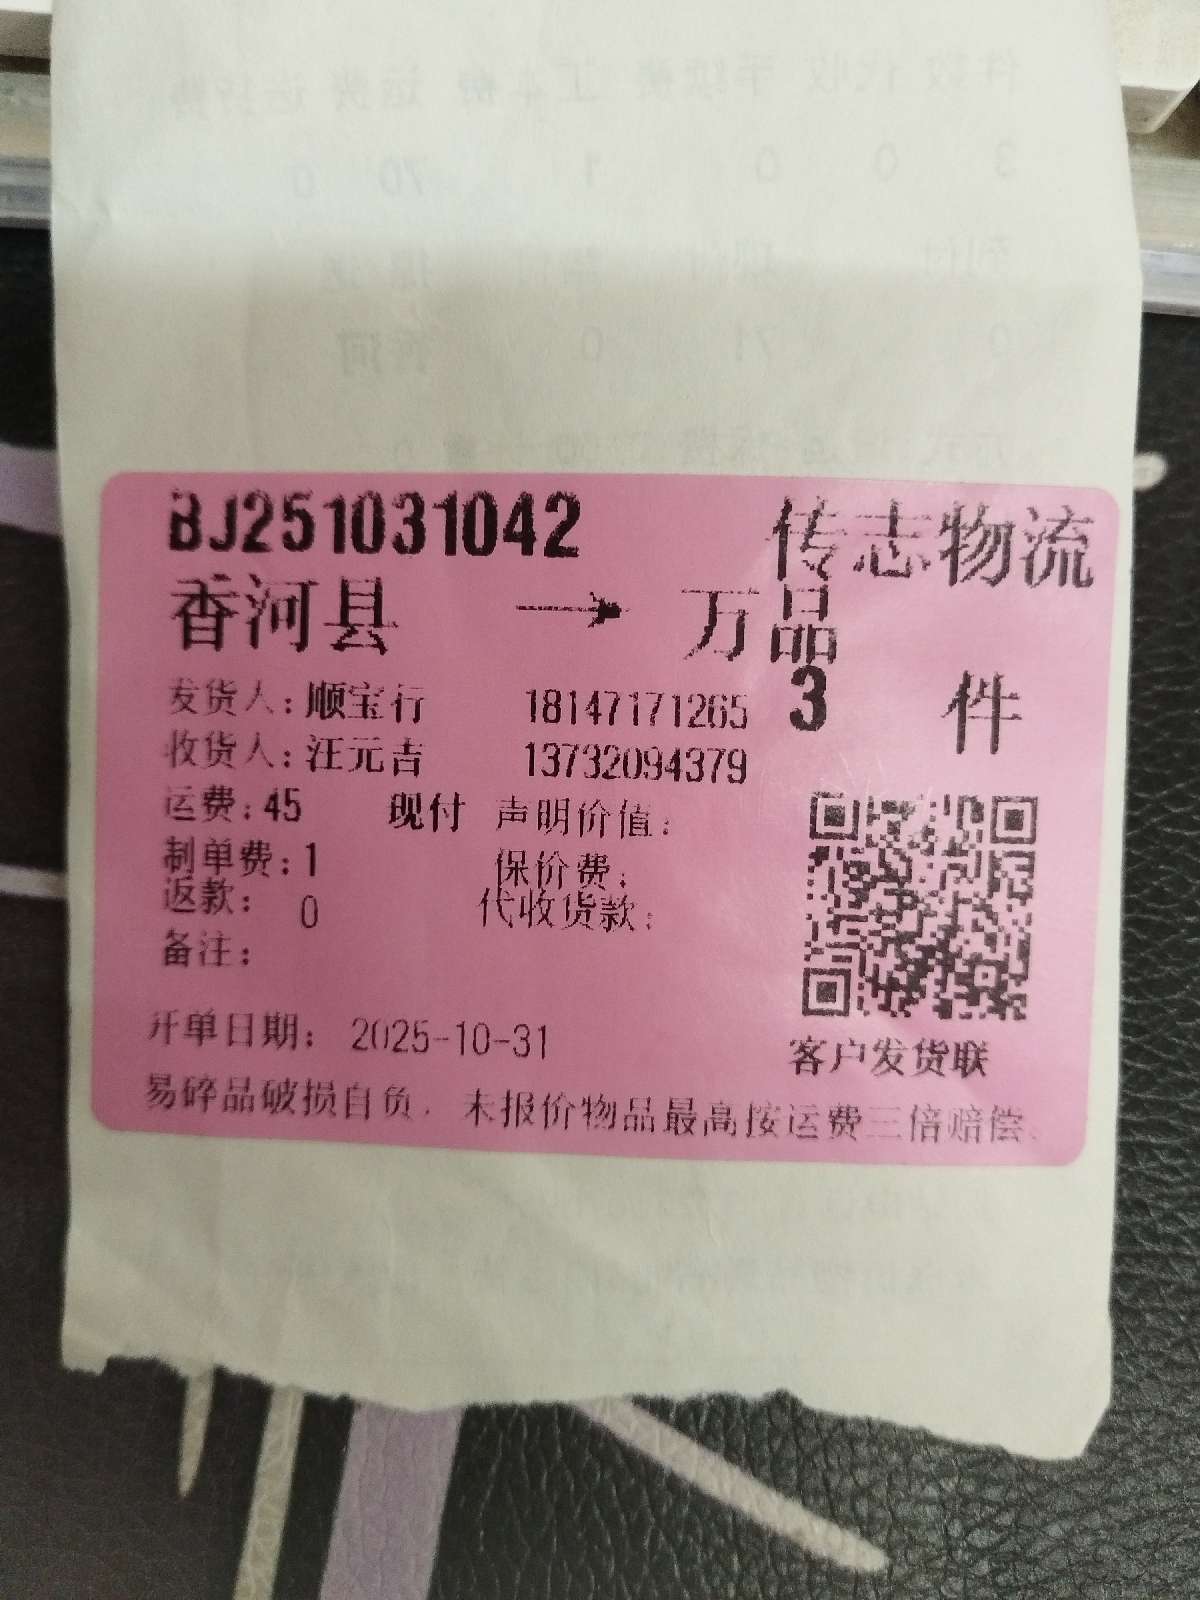 BJ251031042 传志物流
香河县 → 万品
发货人：顺宝行 18147171265 3 件
收货人：汪元吉 13732094379
运费：45 现付 声明价值：
制单费：1 保价费：
返款： 0 代收货款：
备注：
开单日期： 2025-10-31
客户发货联
易碎品破损自负，未报价物品最高按运费三倍赔偿。